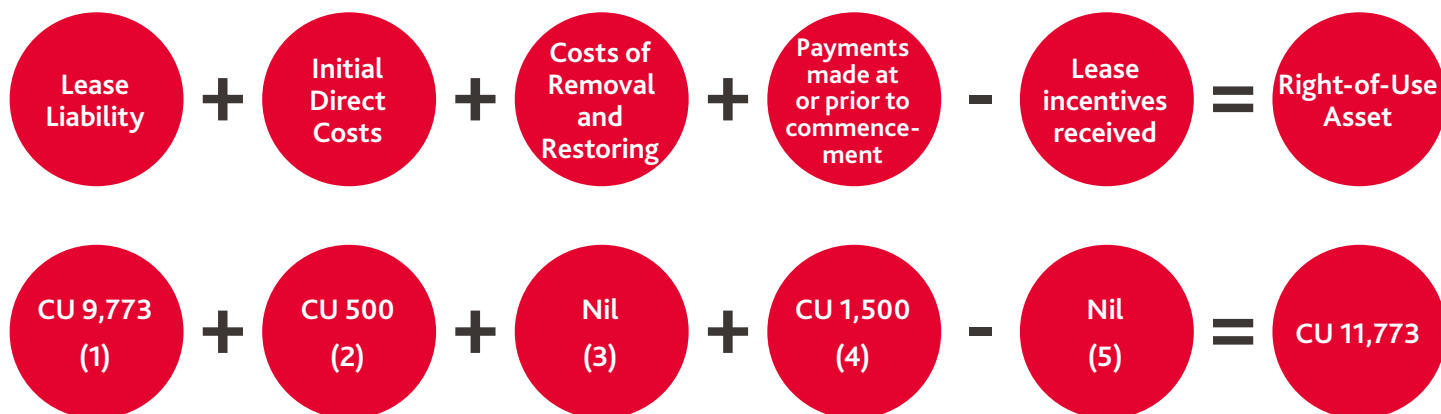 Lease
Liability
+
Initial
Direct
Costs
+
Costs of
Removal
and
Restoring
+
Payments
made at
or prior to
commence-
ment
-
Lease
incentives
received
=
Right-of-Use
Asset
CU 9,773
(1)
+
CU 500
(2)
+
Nil
(3)
+
CU 1,500
(4)
-
Nil
(5)
=
CU 11,773